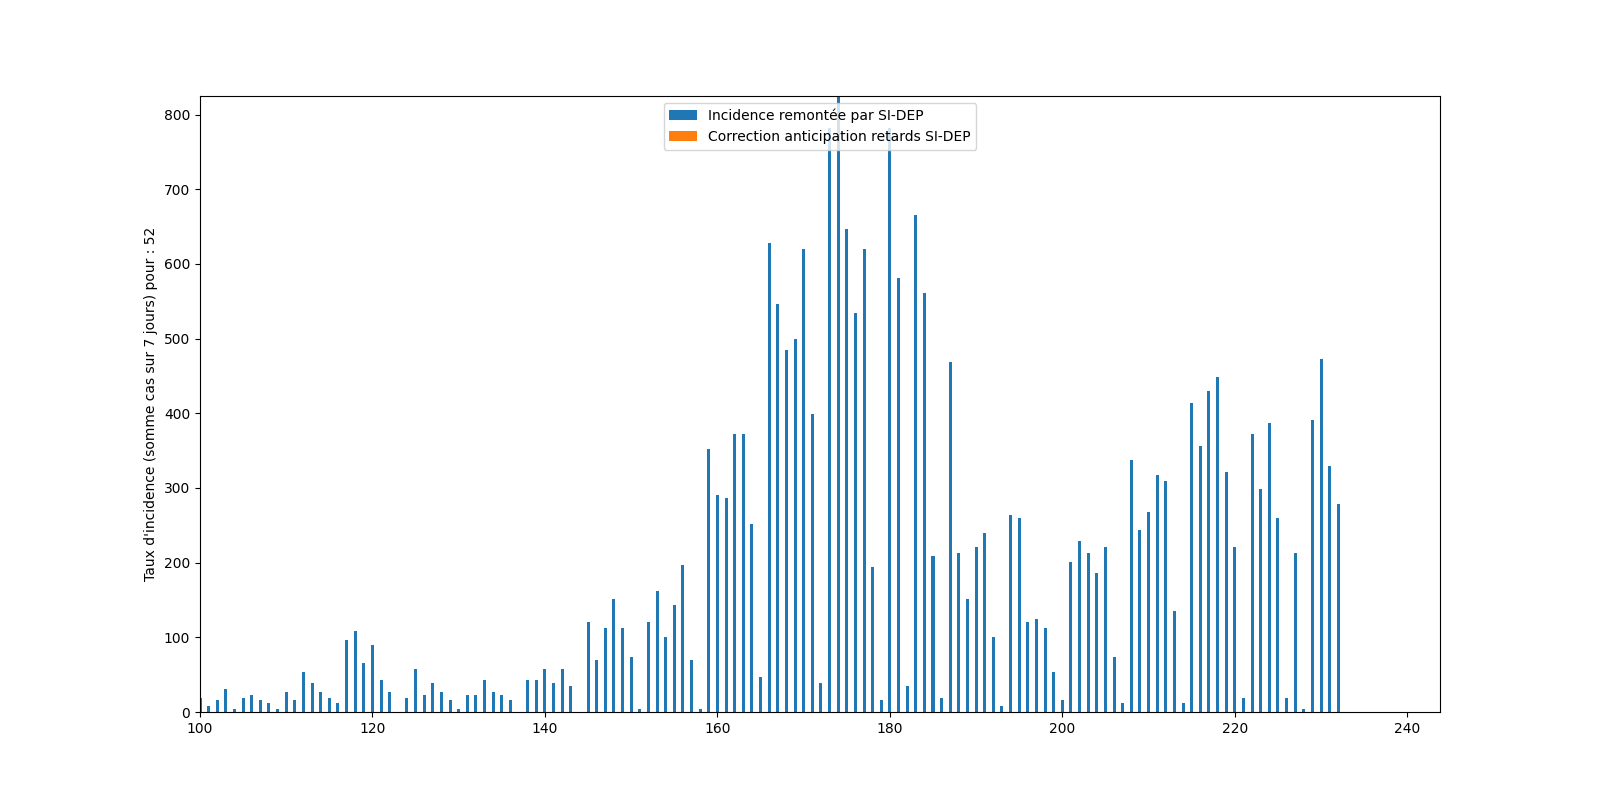 Incidence remontée par SI-DEP
Correction anticipation retards SI-DEP
Taux d'incidence (somme cas sur 7 jours) pour : 52
800
700
600
500
400
300
200
100
0
100 120 140 160 180 200 220 240